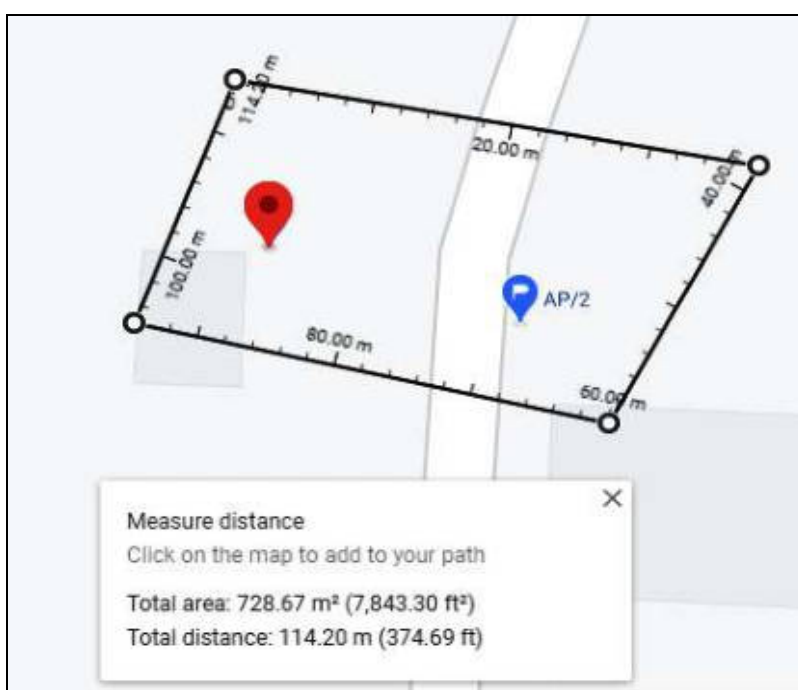 114.20 m
20.00 m
40.00 m
100.00 m
AP/2
80.00 m
60.00 m
Measure distance
Click on the map to add to your path
Total area: 728.67 m² (7,843.30 ft²)
Total distance: 114.20 m (374.69 ft)